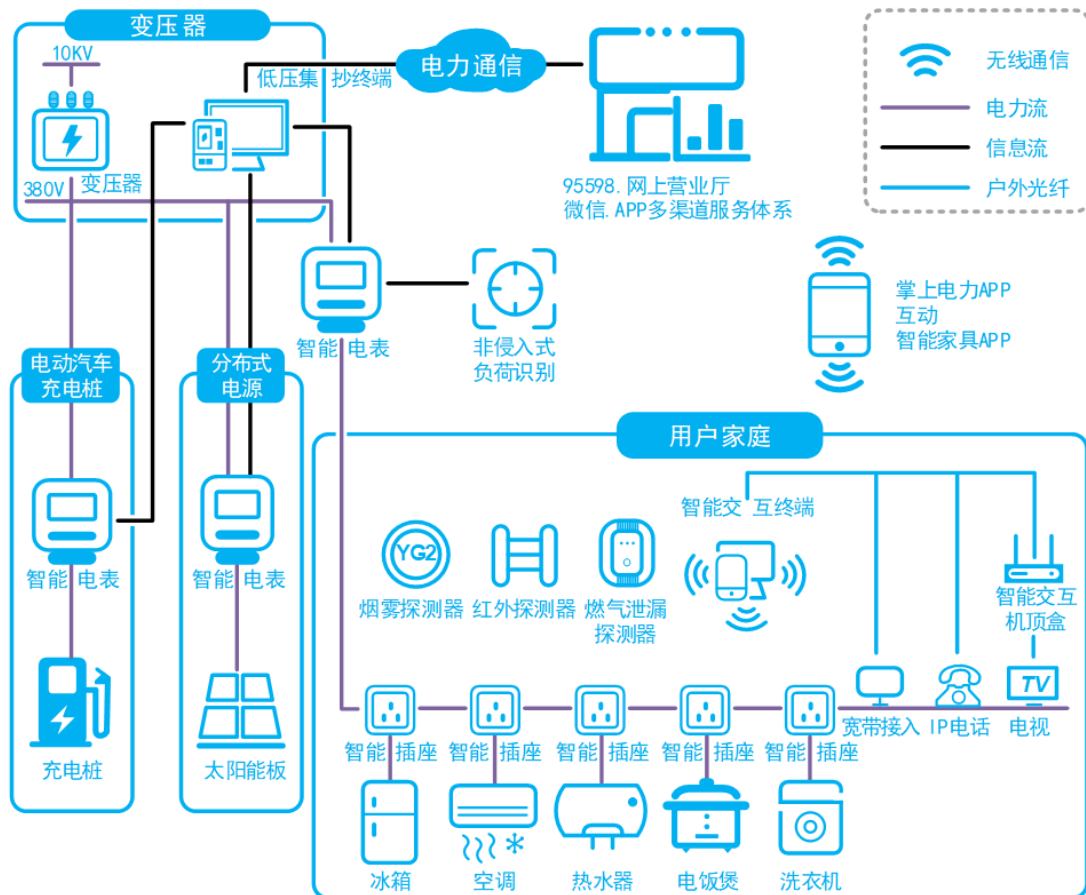 变压器
10KV
低压集 抄终端
电力通信
无线通信
电力流
信息流
户外光纤
380V
变压器
95598.网上营业厅
微信.APP多渠道服务体系
掌上电力APP
互动
智能家具APP
智能 电表
非侵入式
负荷识别
电动汽车
充电桩
分布式
电源
用户家庭
智能交 互终端
YG2
烟雾探测器
红外探测器
燃气泄漏
探测器
智能交互
机顶盒
智能 电表
智能 电表
TV
智能 插座
智能 插座
智能 插座
智能 插座
智能 插座
宽带接入
IP电话
电视
充电桩
太阳能板
冰箱
空调
热水器
电饭煲
洗衣机